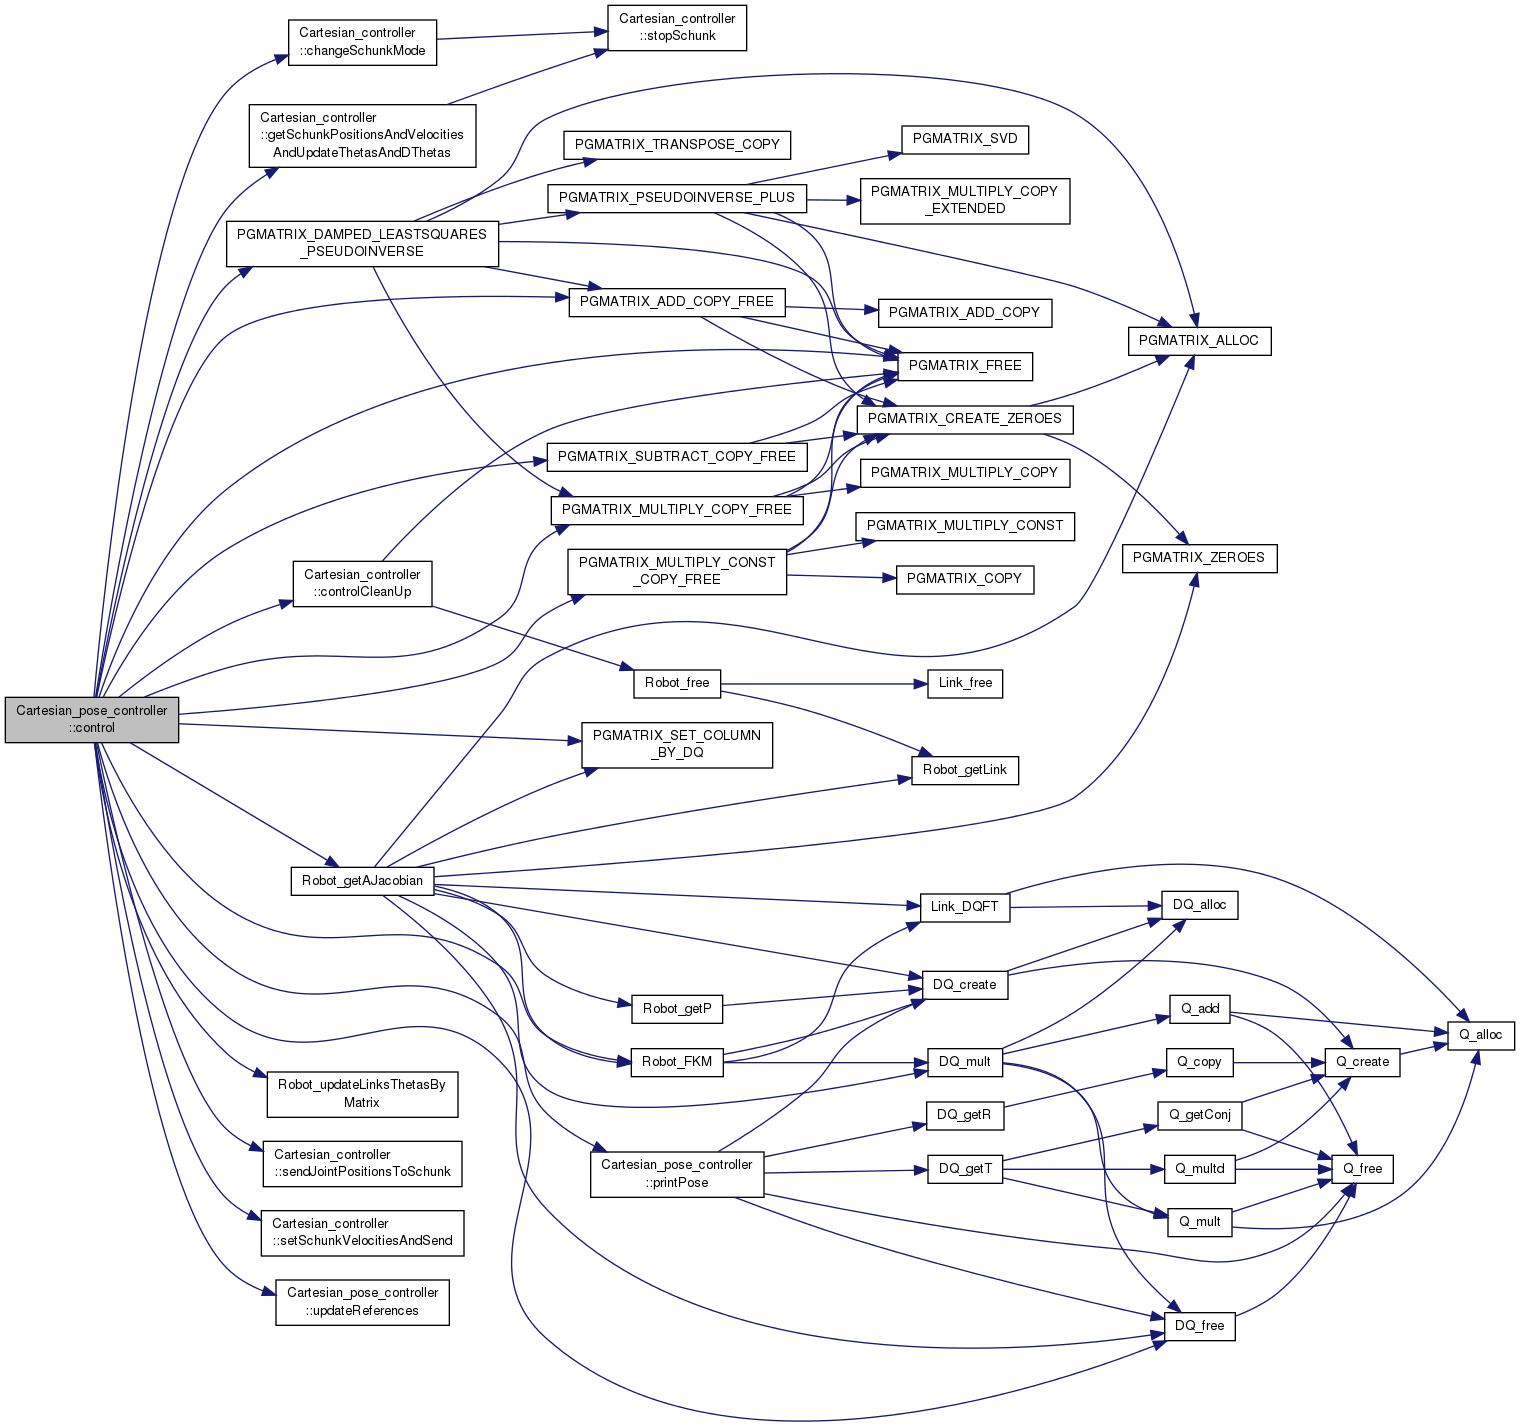 Cartesian_controller
::changeSchunkMode
Cartesian_controller
::stopSchunk
Cartesian_controller
::getSchunkPositionsAndVelocities
AndUpdateThetasAndDThetas
PGMATRIX_TRANSPOSE_COPY
PGMATRIX_SVD
PGMATRIX_PSEUDOINVERSE_PLUS
PGMATRIX_MULTIPLY_COPY
_EXTENDED
PGMATRIX_DAMPED_LEASTSQUARES
_PSEUDOINVERSE
PGMATRIX_ADD_COPY_FREE
PGMATRIX_ADD_COPY
PGMATRIX_ALLOC
PGMATRIX_FREE
PGMATRIX_CREATE_ZEROES
PGMATRIX_SUBTRACT_COPY_FREE
PGMATRIX_MULTIPLY_COPY
PGMATRIX_MULTIPLY_COPY_FREE
PGMATRIX_MULTIPLY_CONST
PGMATRIX_MULTIPLY_CONST
_COPY_FREE
PGMATRIX_COPY
PGMATRIX_ZEROES
Cartesian_controller
::controlCleanUp
Robot_free
Link_free
Cartesian_pose_controller
::control
PGMATRIX_SET_COLUMN
_BY_DQ
Robot_getLink
Robot_getAJacobian
Link_DQFT
DQ_alloc
DQ_create
Robot_getP
Q_add
Q_alloc
Robot_FKM
DQ_mult
Q_copy
Q_create
Robot_updateLinksThetasBy
Matrix
DQ_getR
Q_getConj
Cartesian_controller
::sendJointPositionsToSchunk
Cartesian_pose_controller
::printPose
DQ_getT
Q_multd
Q_free
Q_mult
Cartesian_controller
::setSchunkVelocitiesAndSend
Cartesian_pose_controller
::updateReferences
DQ_free